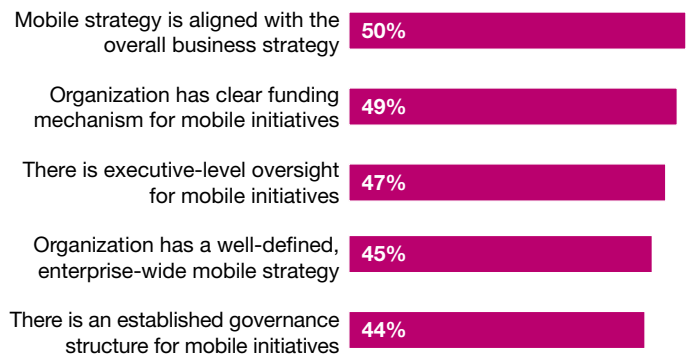 Mobile strategy is aligned with the
overall business strategy
50%
Organization has clear funding
mechanism for mobile initiatives
49%
There is executive-level oversight
for mobile initiatives
47%
Organization has a well-defined,
enterprise-wide mobile strategy
45%
There is an established governance
structure for mobile initiatives
44%